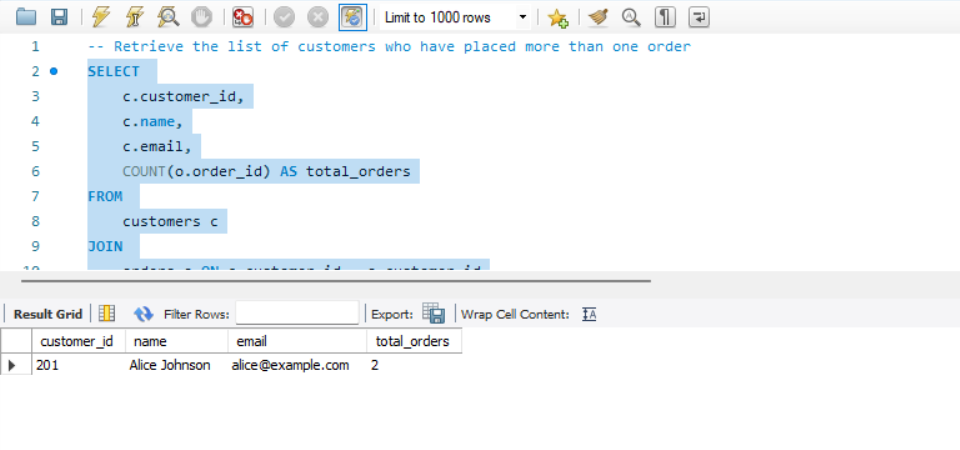 Limit to 1000 rows
1 -- Retrieve the list of customers who have placed more than one order
2 SELECT
3 c.customer_id,
4 c.name,
5 c.email,
6 COUNT(o.order_id) AS total_orders
7 FROM
8 customers c
9 JOIN
Result Grid Filter Rows: Export: Wrap Cell Content:
customer_id name email total_orders
201 Alice Johnson alice@example.com 2